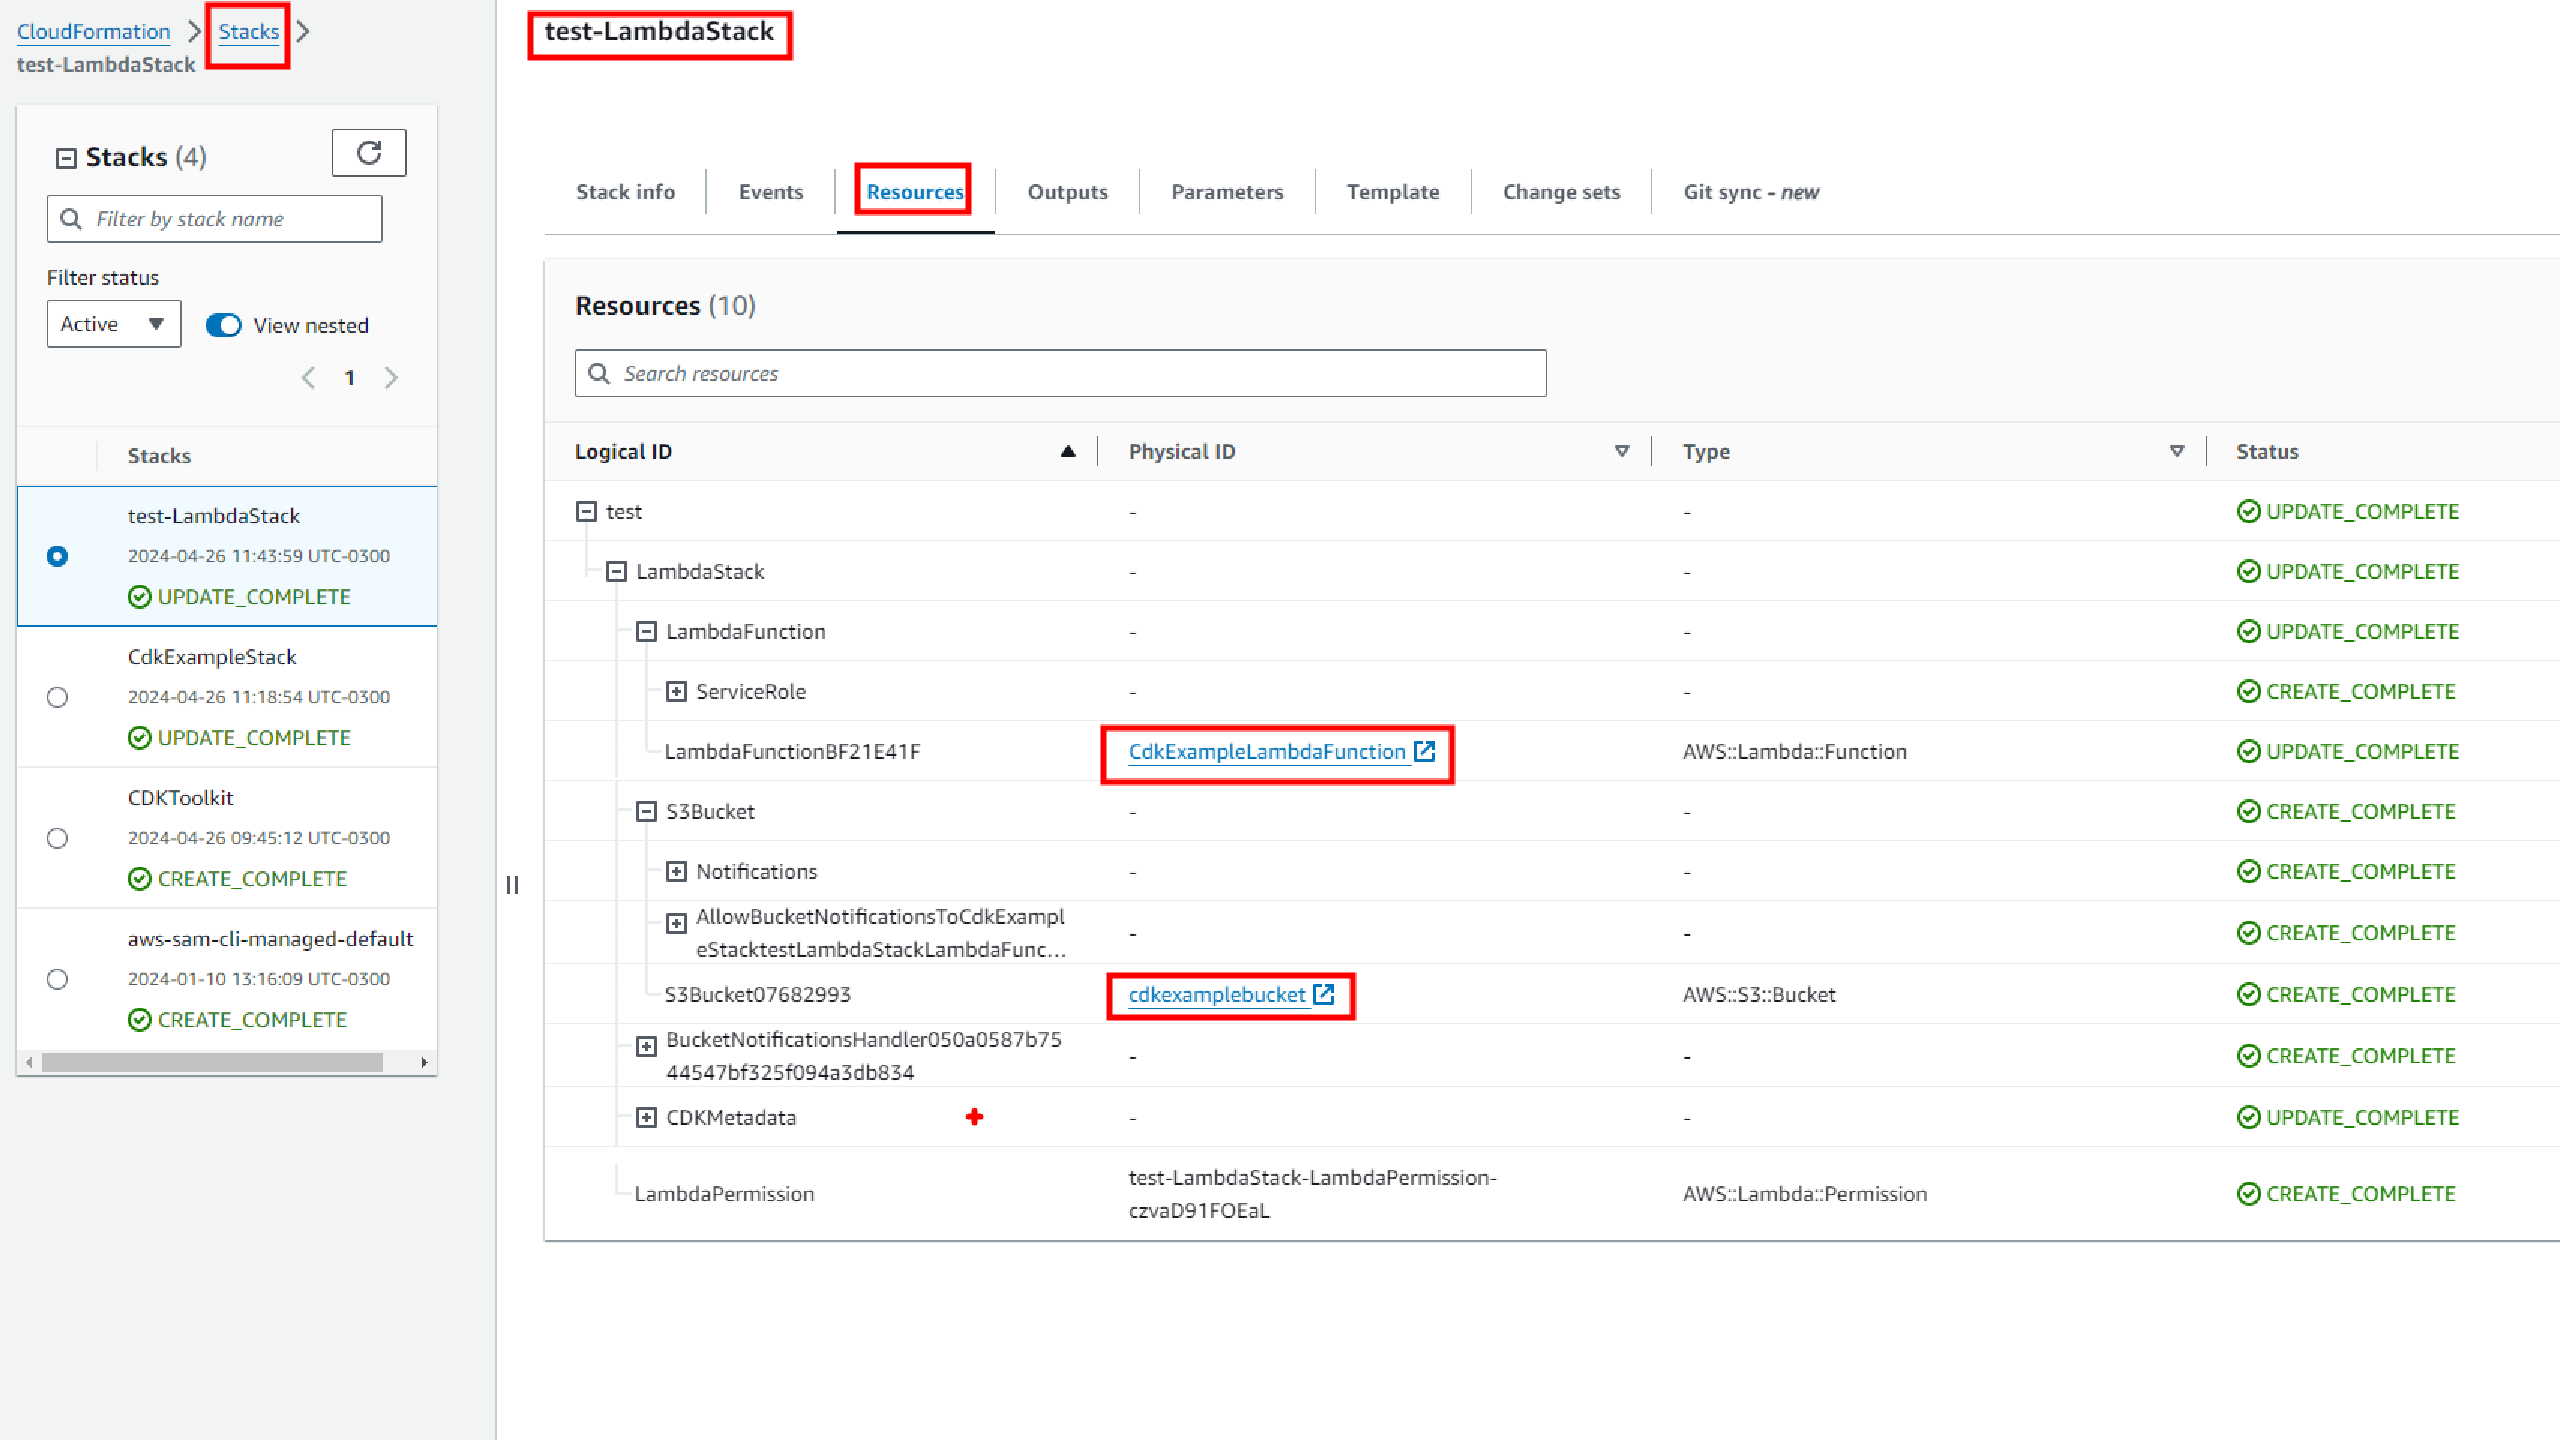 CloudFormation
Stacks
test-LambdaStack
Stacks (4)
Filter by stack name
Filter status
Active
View nested
1
Stacks
test-LambdaStack
2024-04-26 11:43:59 UTC-0300
UPDATE_COMPLETE
CdkExampleStack
2024-04-26 11:18:54 UTC-0300
UPDATE_COMPLETE
CDKToolkit
2024-04-26 09:45:12 UTC-0300
CREATE_COMPLETE
aws-sam-cli-managed-default
2024-01-10 13:16:09 UTC-0300
CREATE_COMPLETE
test-LambdaStack
Stack info Events Resources Outputs Parameters Template Change sets Git sync - new
Resources (10)
Search resources
Logical ID Physical ID Type Status
test - - UPDATE_COMPLETE
LambdaStack - - UPDATE_COMPLETE
LambdaFunction - - UPDATE_COMPLETE
ServiceRole - - CREATE_COMPLETE
LambdaFunctionBF21E41F CdkExampleLambdaFunction AWS::Lambda::Function UPDATE_COMPLETE
S3Bucket - - CREATE_COMPLETE
Notifications - - CREATE_COMPLETE
AllowBucketNotificationsToCdkExampl
eStacktestLambdaStackLambdaFunc... - - CREATE_COMPLETE
S3Bucket07682993 cdkexamplebucket AWS::S3::Bucket CREATE_COMPLETE
BucketNotificationsHandler050a0587b75
44547bf325f094a3db834 - - CREATE_COMPLETE
CDKMetadata - - UPDATE_COMPLETE
LambdaPermission test-LambdaStack-LambdaPermission-
czvaD91FOEaL AWS::Lambda::Permission CREATE_COMPLETE